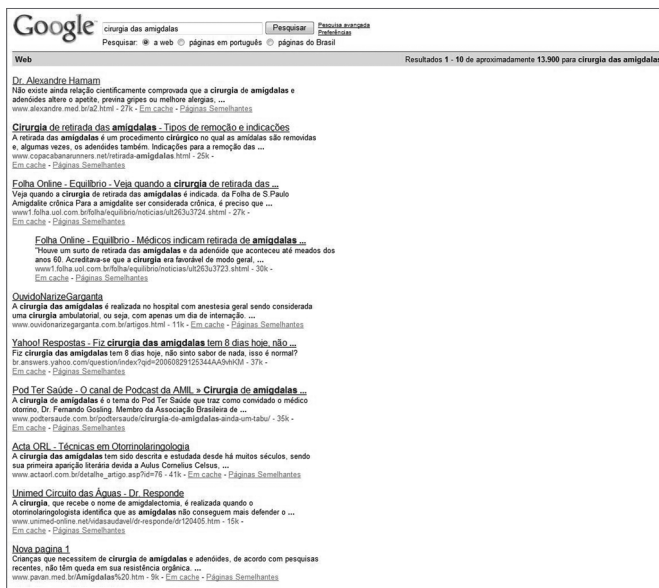 Google
cirurgia das amigdalas Pesquisar Pesquisa avançada
Preferências
Pesquisar: a web páginas em português páginas do Brasil
Web Resultados 1 - 10 de aproximadamente 13.900 para cirurgia das amigdalas
Dr. Alexandre Hamam
Não existe ainda relação cientificamente comprovada que a cirurgia de amigdalas e
adenóides altere o apetite, previna gripes ou melhore alergias, ...
www.alexandre.med.br/a2.html - 27k - Em cache - Páginas Semelhantes
Cirurgia de retirada das amígdalas - Tipos de remoção e indicações
A retirada das amígdalas é um procedimento cirúrgico no qual as amídalas são removidas
e, algumas vezes, os adenóides também. Indicações para a remoção das ...
www.copacabanarunners.net/retirada-amigdalas.html - 25k -
Em cache - Páginas Semelhantes
Folha Online - Equilíbrio - Veja quando a cirurgia de retirada das ...
Veja quando a cirurgia de retirada das amígdalas é indicada. da Folha de S.Paulo
Amigdalite crônica Para a amigdalite ser considerada crônica, é preciso que ...
www1.folha.uol.com.br/folha/equilibrio/noticias/ult263u3724.shtml - 27k -
Em cache - Páginas Semelhantes
Folha Online - Equilíbrio - Médicos indicam retirada de amígdalas ...
"Houve um surto de retirada das amígdalas e da adenóide que aconteceu até meados dos
anos 60. Acreditava-se que a cirurgia era favorável de modo geral, ...
www1.folha.uol.com.br/folha/equilibrio/noticias/ult263u3723.shtml - 30k -
Em cache - Páginas Semelhantes
OuvidoNarizeGarganta
A cirurgia das amigdalas é realizada no hospital com anestesia geral sendo considerada
uma cirurgia ambulatorial, ou seja, com apenas um dia de internação. ...
www.ouvidonarizegarganta.com.br/artigos.html - 11k - Em cache - Páginas Semelhantes
Yahoo! Respostas - Fiz cirurgia das amigdalas tem 8 dias hoje, não ...
Fiz cirurgia das amigdalas tem 8 dias hoje, não sinto sabor de nada, isso é normal?
br.answers.yahoo.com/question/index?qid=20060829125344AA9vhKM - 37k -
Em cache - Páginas Semelhantes
Pod Ter Saúde - O canal de Podcast da AMIL » Cirurgia de amigdalas ...
A cirurgia de amígdalas é o tema do Pod Ter Saúde que traz como convidado o médico
otorrino, Dr. Fernando Gosling. Membro da Associação Brasileira de ...
www.podtersaude.com.br/podtersaude/cirurgia-de-amigdalas-ainda-um-tabu/ - 35k -
Em cache - Páginas Semelhantes
Acta ORL - Técnicas em Otorrinolaringologia
A cirurgia das amígdalas tem sido descrita e estudada desde há muitos séculos, sendo
sua primeira aparição literária devida a Aulus Cornelius Celsus, ...
www.actaorl.com.br/detalhe_artigo.asp?id=76 - 41k - Em cache - Páginas Semelhantes
Unimed Circuito das Águas - Dr. Responde
A cirurgia, que recebe o nome de amigdalectomia, é realizada quando o
otorrinolaringologista identifica que as amígdalas não conseguem mais defender o ...
www.unimed-online.net/vidasaudavel/dr-responde/dr120405.htm - 15k -
Em cache - Páginas Semelhantes
Nova pagina 1
Crianças que necessitem de cirurgia de amígdalas e adenóides, de acordo com pesquisas
recentes, não têm queda em sua resistência orgânica. ...
www.pavan.med.br/Amigdalas%20.htm - 9k - Em cache - Páginas Semelhantes